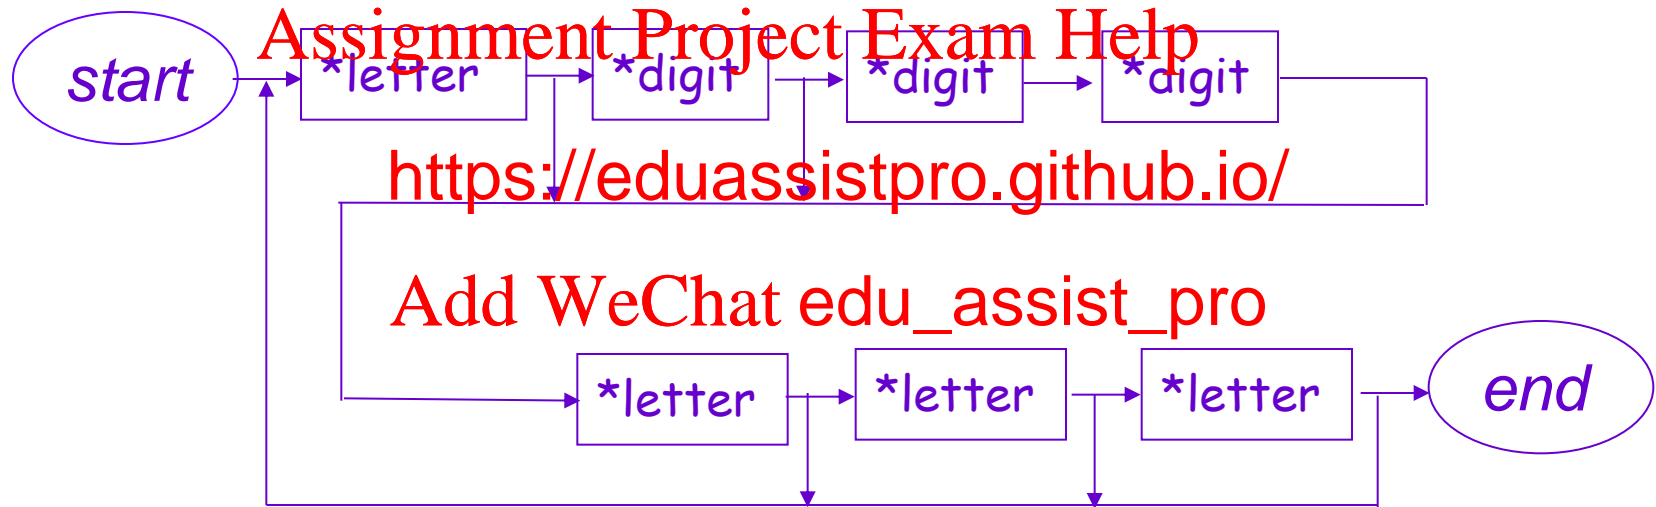 Assignment Project Exam Help
start *letter *digit *digit *digit
https://eduassistpro.github.io/
Add WeChat edu_assist_pro
*letter *letter *letter end